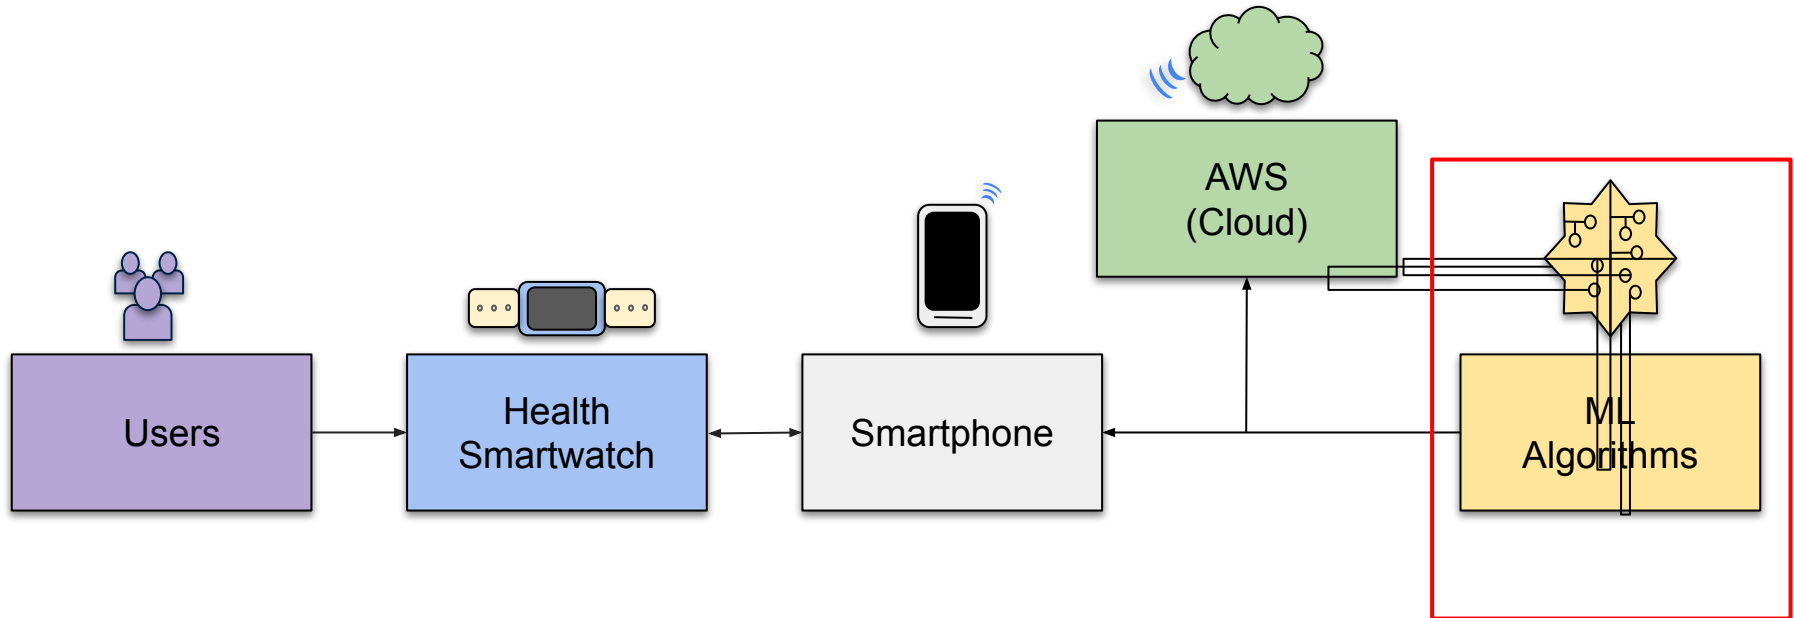 AWS
(Cloud)
Users
Health
Smartwatch
Smartphone
ML
Algorithms